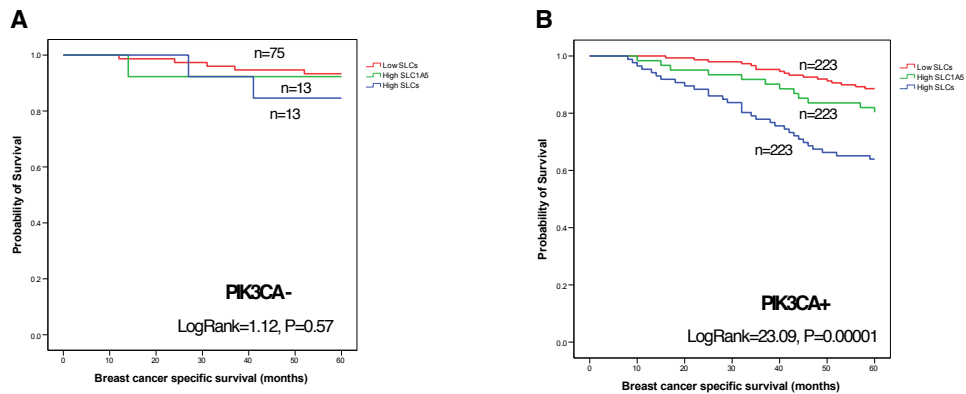 A
n=75
n=13
n=13
Low SLCs
High SLC1A5
High SLCs
Probability of Survival
1.0
0.8
0.6
0.4
0.2
0.0
PIK3CA-
LogRank=1.12, P=0.57
0 10 20 30 40 50 60
Breast cancer specific survival (months)
B
n=223
n=223
n=223
Low SLCs
High SLC1A5
High SLCs
Probability of Survival
1.0
0.8
0.6
0.4
0.2
0.0
PIK3CA+
LogRank=23.09, P=0.00001
0 10 20 30 40 50 60
Breast cancer specific survival (months)